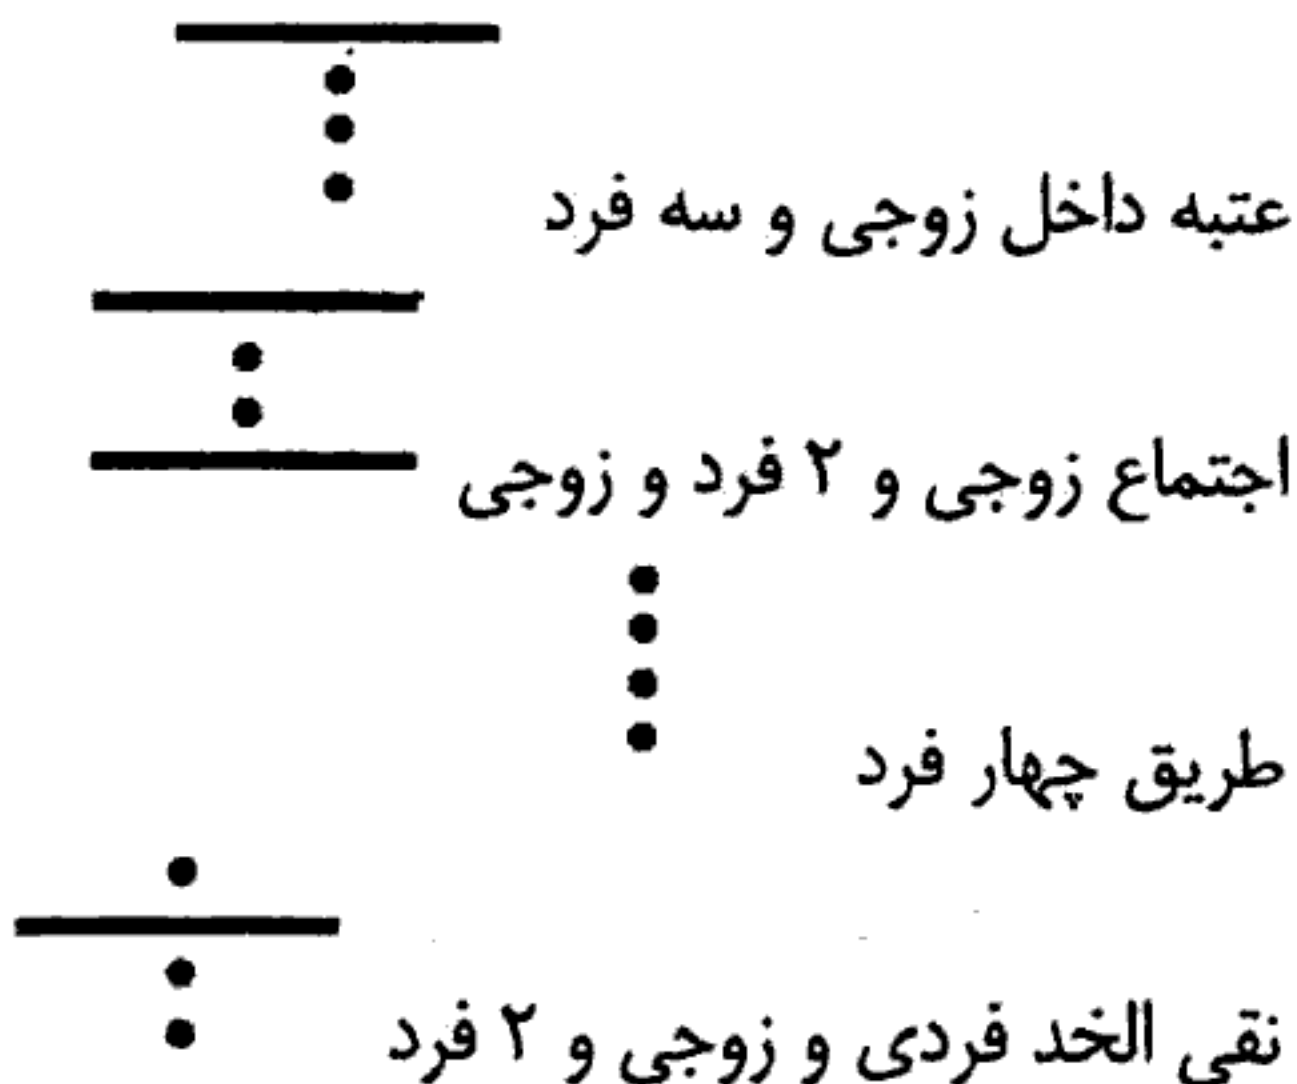 عتبه داخل زوجی و سه فرد
اجتماع زوجی و ۲ فرد و زوجی
طریق چهار فرد
نقی الخد فردی و زوجی و ۲ فرد